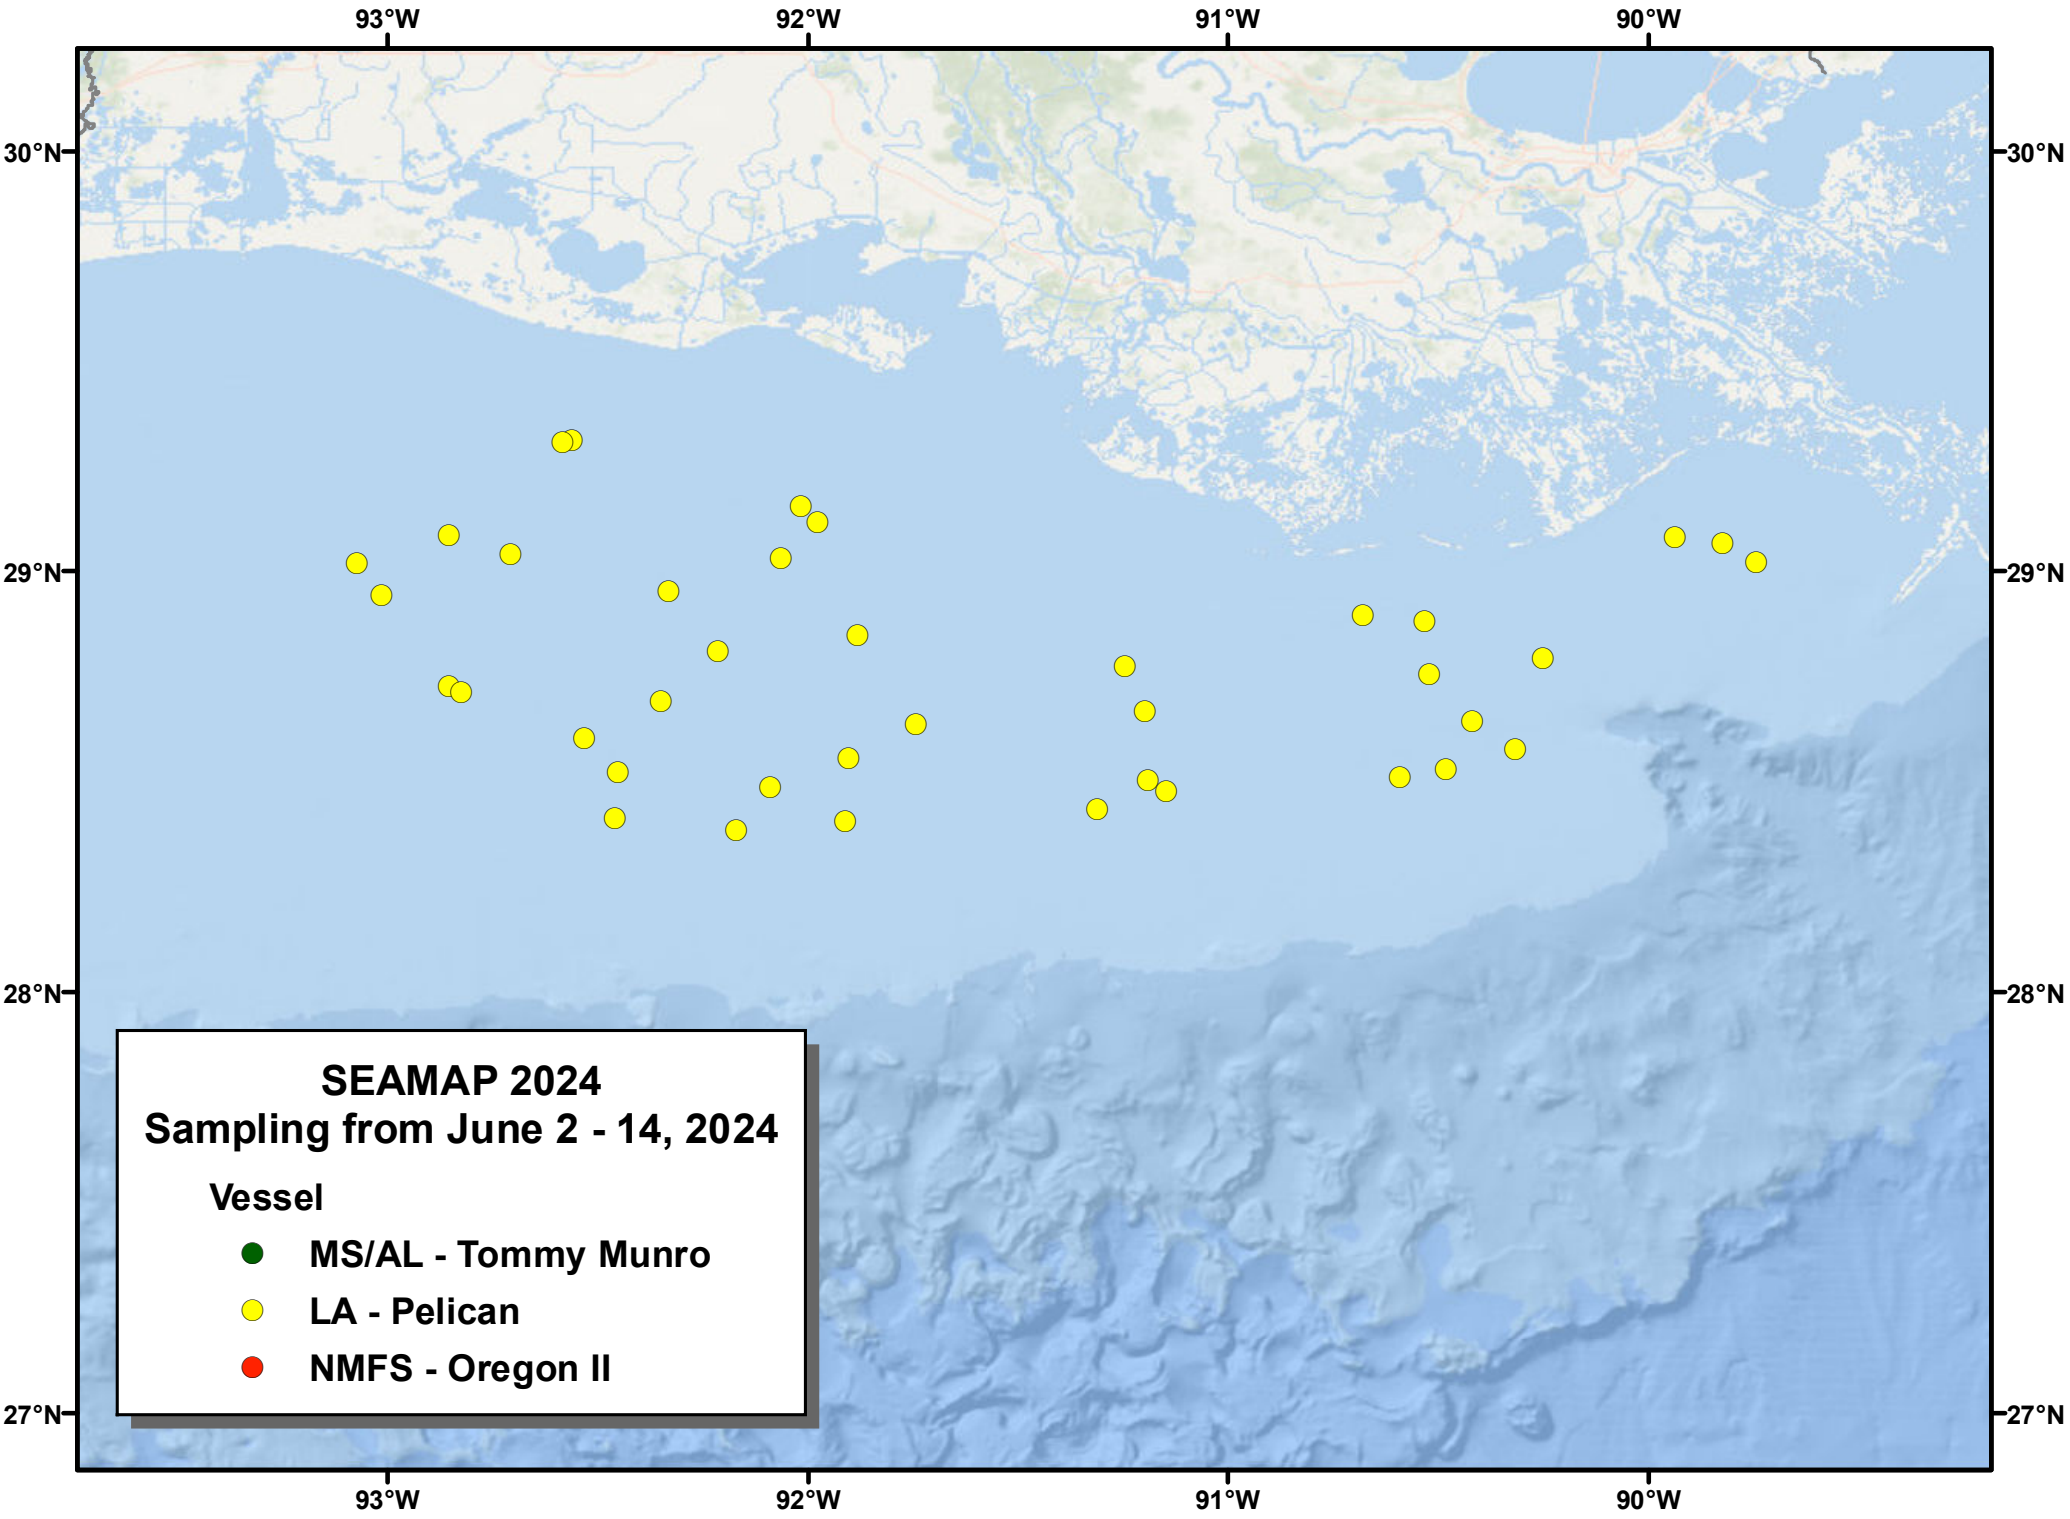 93°W 92°W 91°W 90°W
30°N 30°N
29°N 29°N
28°N 28°N
SEAMAP 2024
Sampling from June 2 - 14, 2024
Vessel
MS/AL - Tommy Munro
LA - Pelican
NMFS - Oregon II
27°N 27°N
93°W 92°W 91°W 90°W